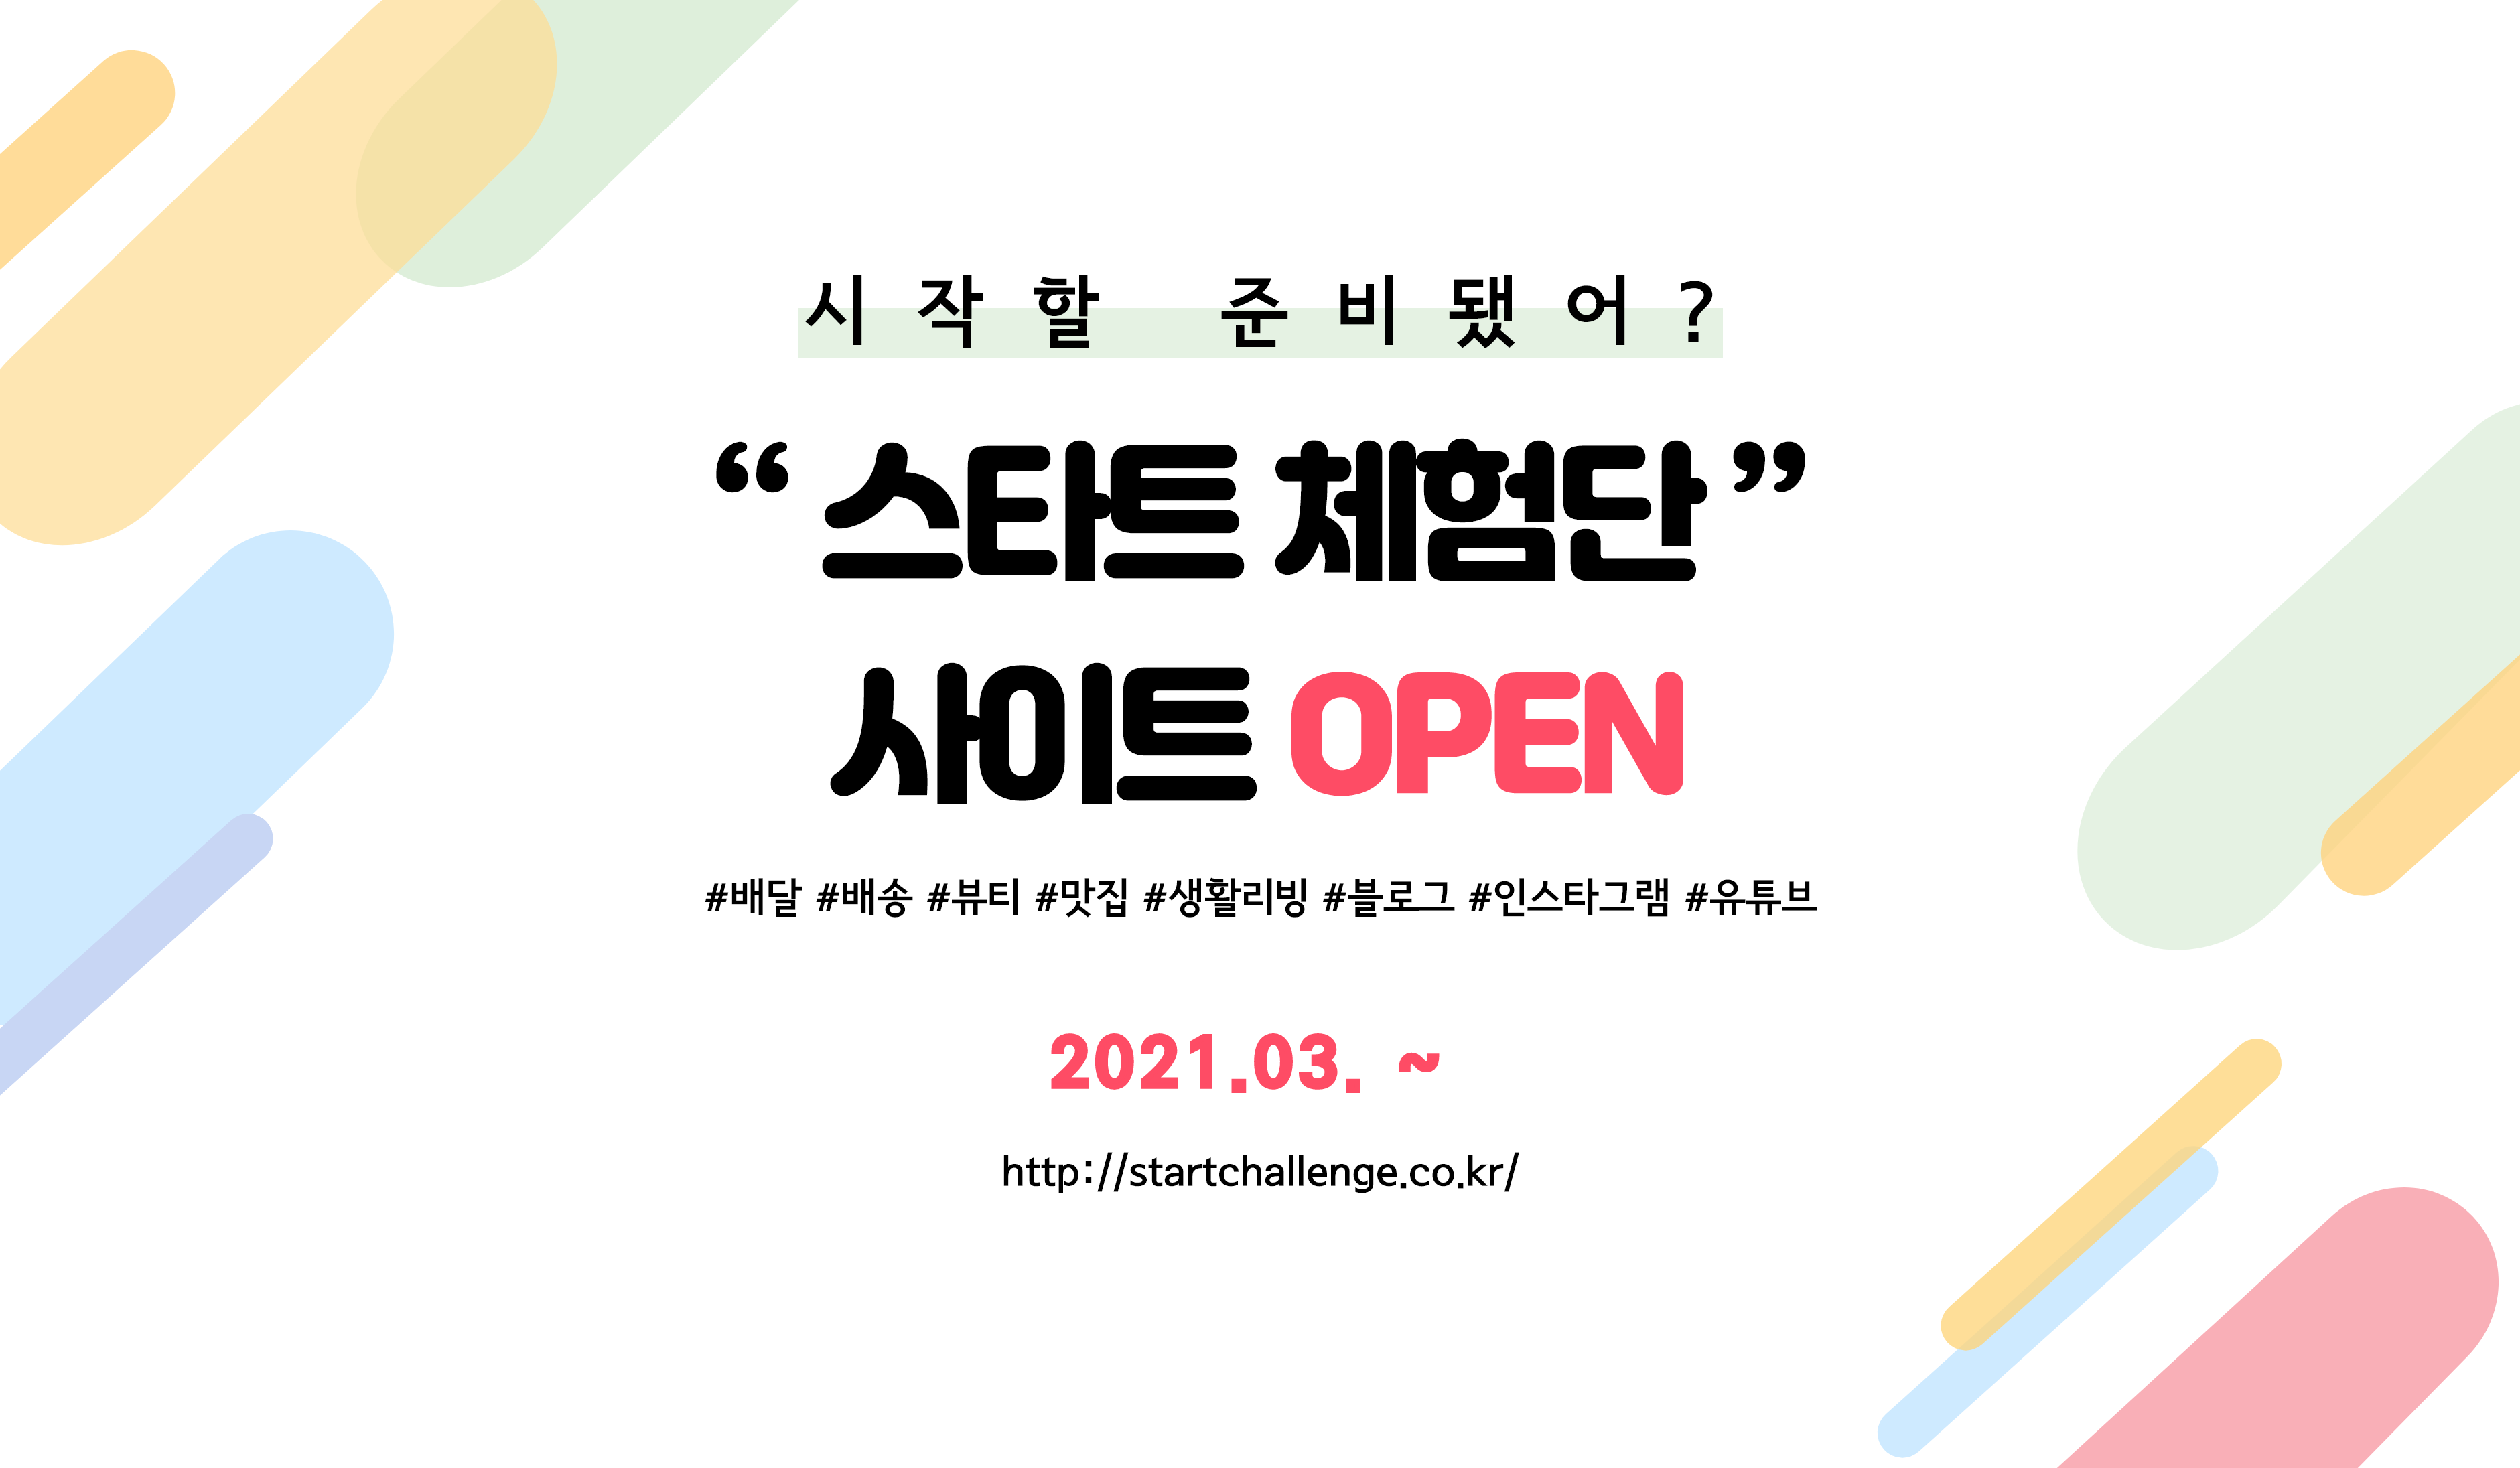 시작할 준비됐어?
“스타트 체험단”
사이트 OPEN
#배달 #배송 #뷰티 #맛집 #생활리빙 #블로그 #인스타그램 #유튜브
2021.03. ~
http://startchallenge.co.kr/